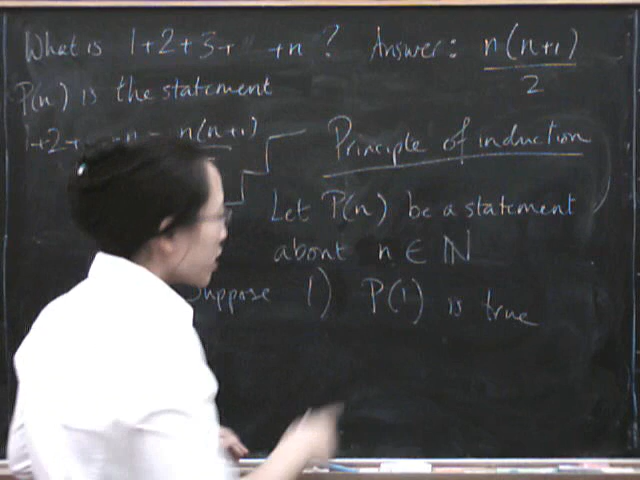 What is 1+2+3+ +n ? Answer: n(n+1)
2
P(n) is the statement
1+2+ +n = n(n+1)
Principle of induction
Let P(n) be a statement
about n ∈ ℕ
Suppose 1) P(1) is true